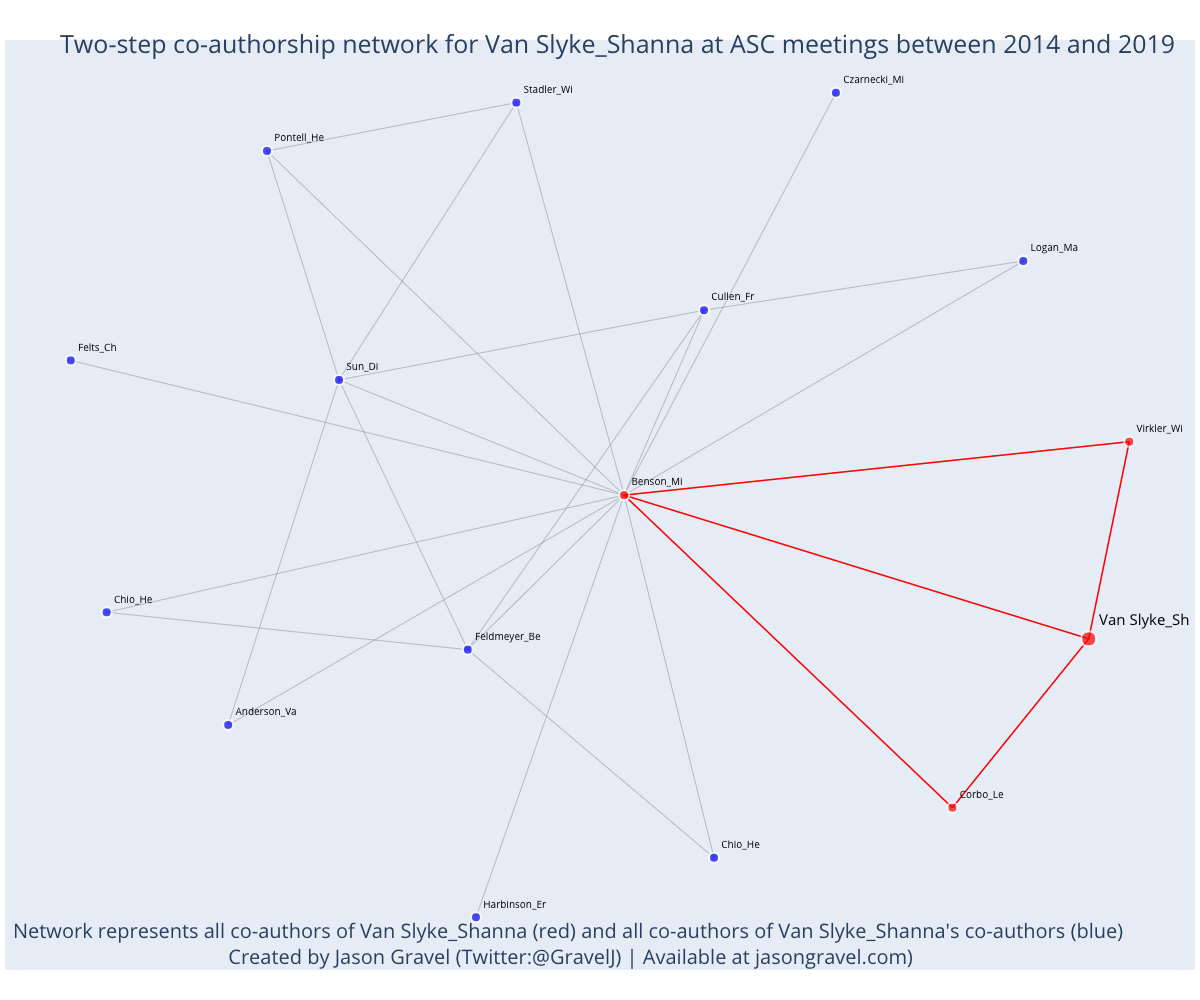 Two-step co-authorship network for Van Slyke_Shanna at ASC meetings between 2014 and 2019
Czarnecki_Mi
Stadler_Wi
Pontell_He
Logan_Ma
Cullen_Fr
Felts_Ch
Sun_Di
Virkler_Wi
Benson_Mi
Chio_He
Van Slyke_Sh
Feldmeyer_Be
Anderson_Va
Corbo_Le
Chio_He
Harbinson_Er
Network represents all co-authors of Van Slyke_Shanna (red) and all co-authors of Van Slyke_Shanna's co-authors (blue)
Created by Jason Gravel (Twitter:@GravelJ) | Available at jasongravel.com)